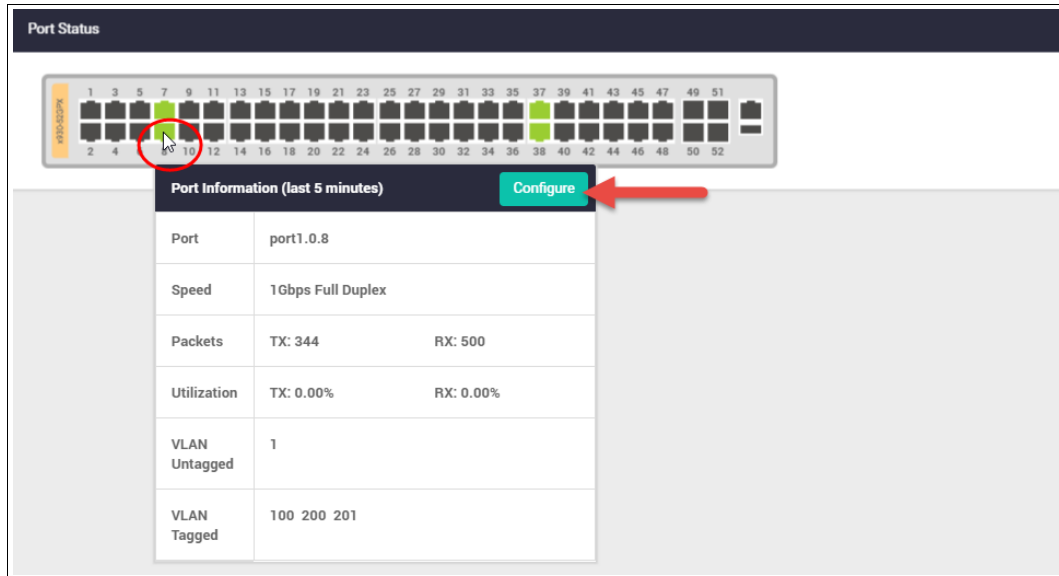 Port Status
x930-52GPX
1 3 5 7 9 11 13 15 17 19 21 23 25 27 29 31 33 35 37 39 41 43 45 47 49 51
2 4 8 10 12 14 16 18 20 22 24 26 28 30 32 34 36 38 40 42 44 46 48 50 52
Port Information (last 5 minutes) Configure
Port port1.0.8
Speed 1Gbps Full Duplex
Packets TX: 344 RX: 500
Utilization TX: 0.00% RX: 0.00%
VLAN
Untagged 1
VLAN
Tagged 100 200 201